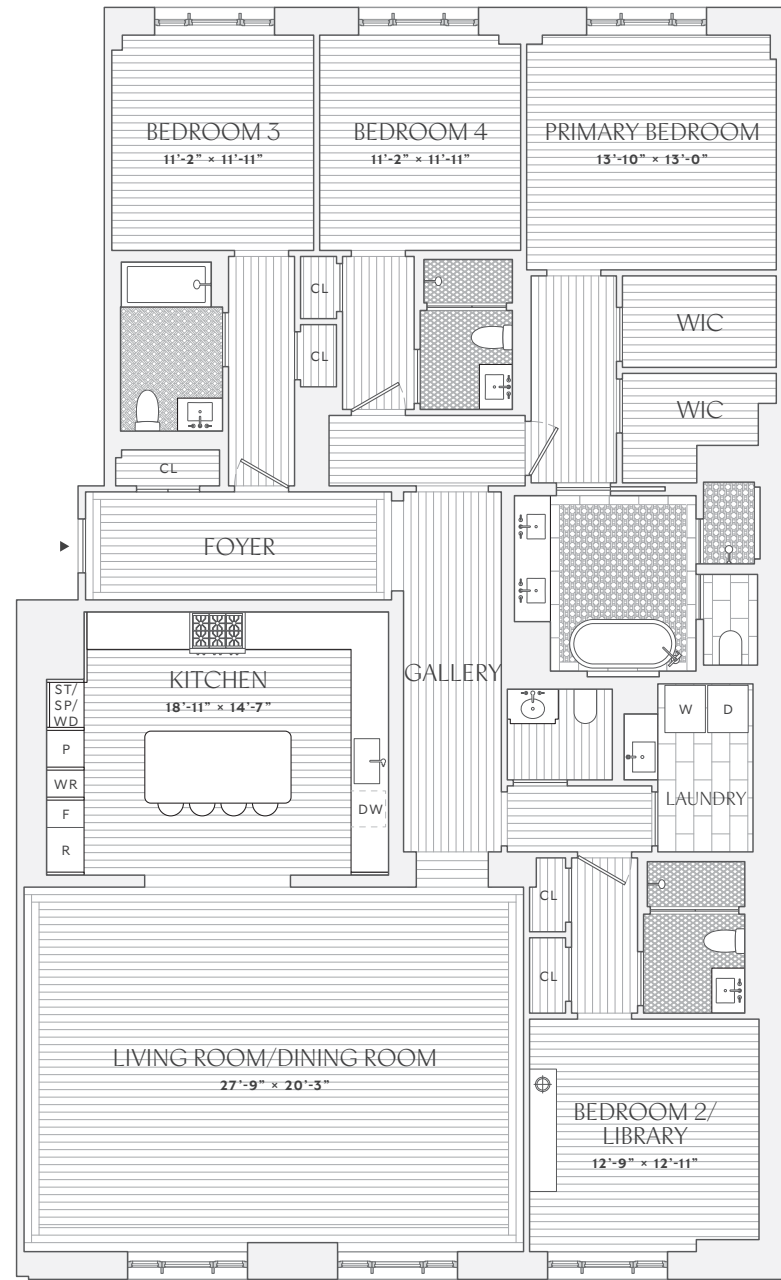 BEDROOM 3
11'-2" × 11'-11"
BEDROOM 4
11'-2" × 11'-11"
PRIMARY BEDROOM
13'-10" × 13'-0"
CL
CL
WIC
WIC
CL
FOYER
GALLERY
KITCHEN
18'-11" × 14'-7"
ST/
SP/
WD
P
WR
F
R
DW
W
D
LAUNDRY
CL
CL
LIVING ROOM/DINING ROOM
27'-9" × 20'-3"
BEDROOM 2/
LIBRARY
12'-9" × 12'-11"